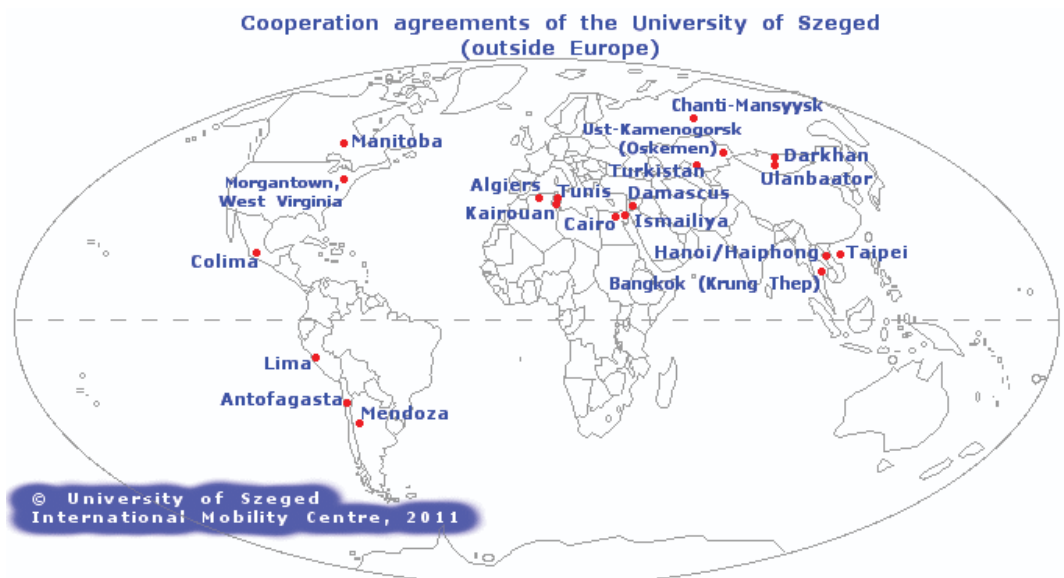 Cooperation agreements of the University of Szeged
(outside Europe)
Chanti-Mansyysk
Ust-Kamenogorsk
(Oskemen)
Manitoba
Darkhan
Turkistan
Ulanbaator
Morgantown,
West Virginia
Algiers
Tunis
Damascus
Kairouan
Cairo
Ismailiya
Colima
Hanoi/Haiphong
Taipei
Bangkok (Krung Thep)
Lima
Antofagasta
Mendoza
© University of Szeged
International Mobility Centre, 2011